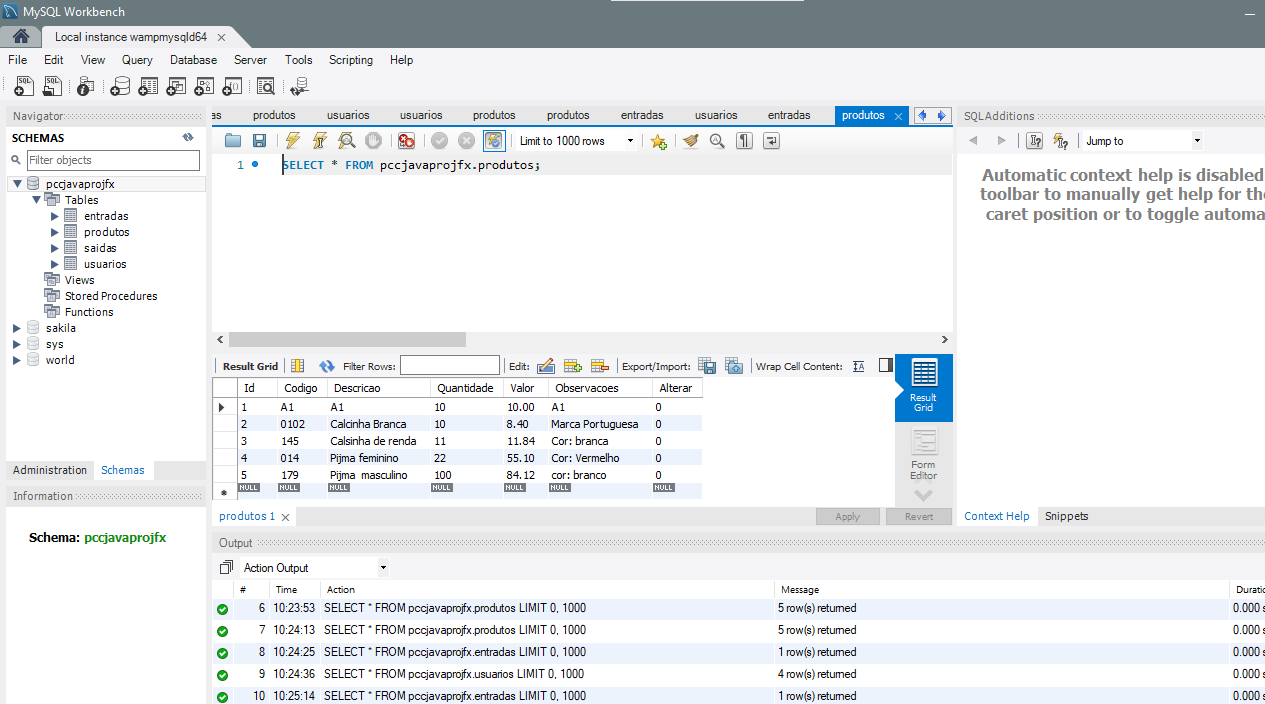 MySQL Workbench
Local instance wampmysqld64
File Edit View Query Database Server Tools Scripting Help
Navigator
SCHEMAS
Filter objects
pccjavaprojfx
Tables
entradas
produtos
saidas
usuarios
Views
Stored Procedures
Functions
sakila
sys
world
Administration Schemas
Information
Schema: pccjavaprojfx
as produtos usuarios usuarios produtos produtos entradas usuarios entradas produtos
Limit to 1000 rows
1 SELECT * FROM pccjavaprojfx.produtos;
Result Grid Filter Rows: Edit: Export/Import: Wrap Cell Content:
Id Codigo Descricao Quantidade Valor Observacoes Alterar
1 A1 A1 10 10.00 A1 0
2 0102 Calcinha Branca 10 8.40 Marca Portuguesa 0
3 145 Calsinha de renda 11 11.84 Cor: branca 0
4 014 Pijma feminino 22 55.10 Cor: Vermelho 0
5 179 Pijma masculino 100 84.12 cor: branco 0
NULL NULL NULL NULL NULL NULL NULL
Result
Grid
Form
Editor
produtos 1
Apply Revert
SQLAdditions
Jump to
Automatic context help is disabled
toolbar to manually get help for the
caret position or to toggle automa
Context Help Snippets
Output
Action Output
# Time Action Message Duratio
6 10:23:53 SELECT * FROM pccjavaprojfx.produtos LIMIT 0, 1000 5 row(s) returned 0.000 s
7 10:24:13 SELECT * FROM pccjavaprojfx.produtos LIMIT 0, 1000 5 row(s) returned 0.000 s
8 10:24:25 SELECT * FROM pccjavaprojfx.entradas LIMIT 0, 1000 1 row(s) returned 0.000 s
9 10:24:36 SELECT * FROM pccjavaprojfx.usuarios LIMIT 0, 1000 4 row(s) returned 0.000 s
10 10:25:14 SELECT * FROM pccjavaprojfx.entradas LIMIT 0, 1000 1 row(s) returned 0.000 s